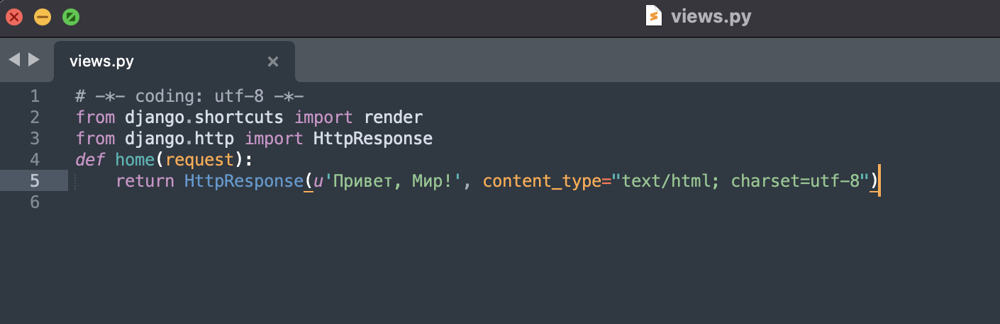 views.py
views.py
1 # -*- coding: utf-8 -*-
2 from django.shortcuts import render
3 from django.http import HttpResponse
4 def home(request):
5     return HttpResponse(u'Привет, Мир!', content_type="text/html; charset=utf-8")
6